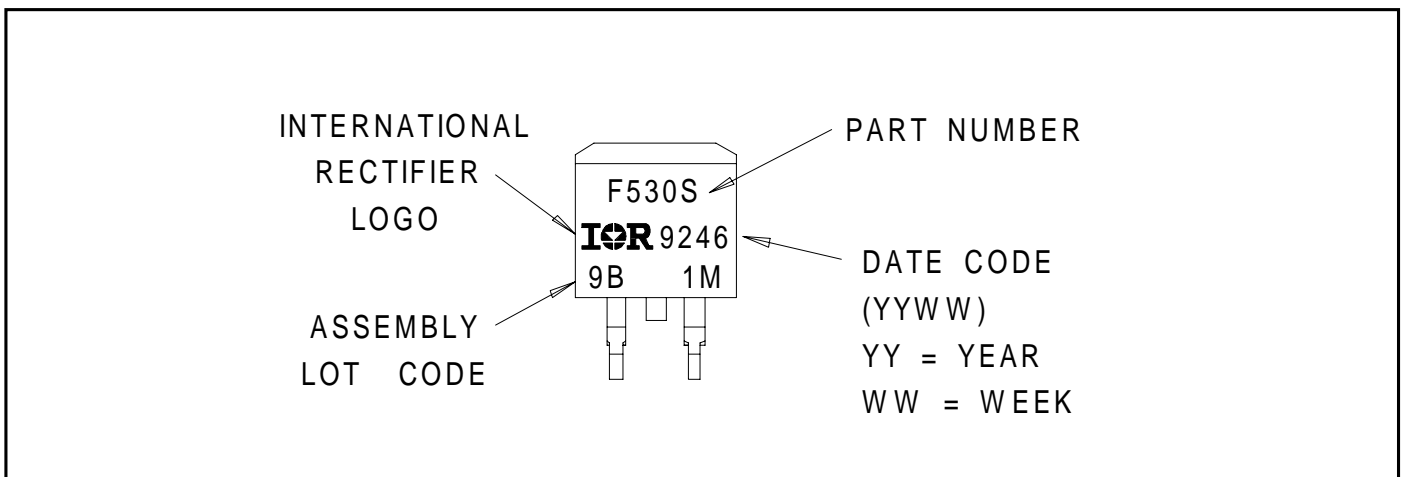 INTERNATIONAL
RECTIFIER
LOGO
PART NUMBER
F530S
IOR 9246
9B 1M
ASSEMBLY
LOT CODE
DATE CODE
(YYWW)
YY = YEAR
WW = WEEK